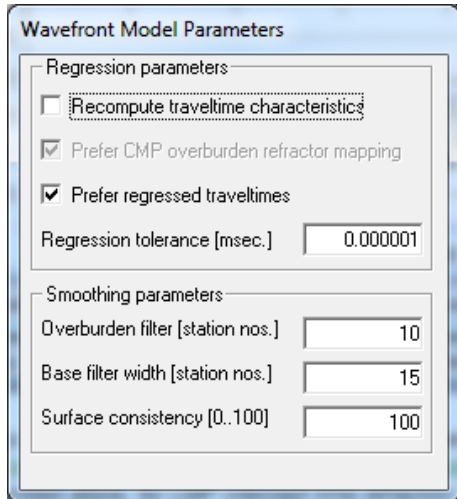 Wavefront Model Parameters
Regression parameters
Recompute traveltime characteristics
Prefer CMP overburden refractor mapping
Prefer regressed traveltimes
Regression tolerance [msec.] 0.000001
Smoothing parameters
Overburden filter [station nos.] 10
Base filter width [station nos.] 15
Surface consistency [0..100] 100